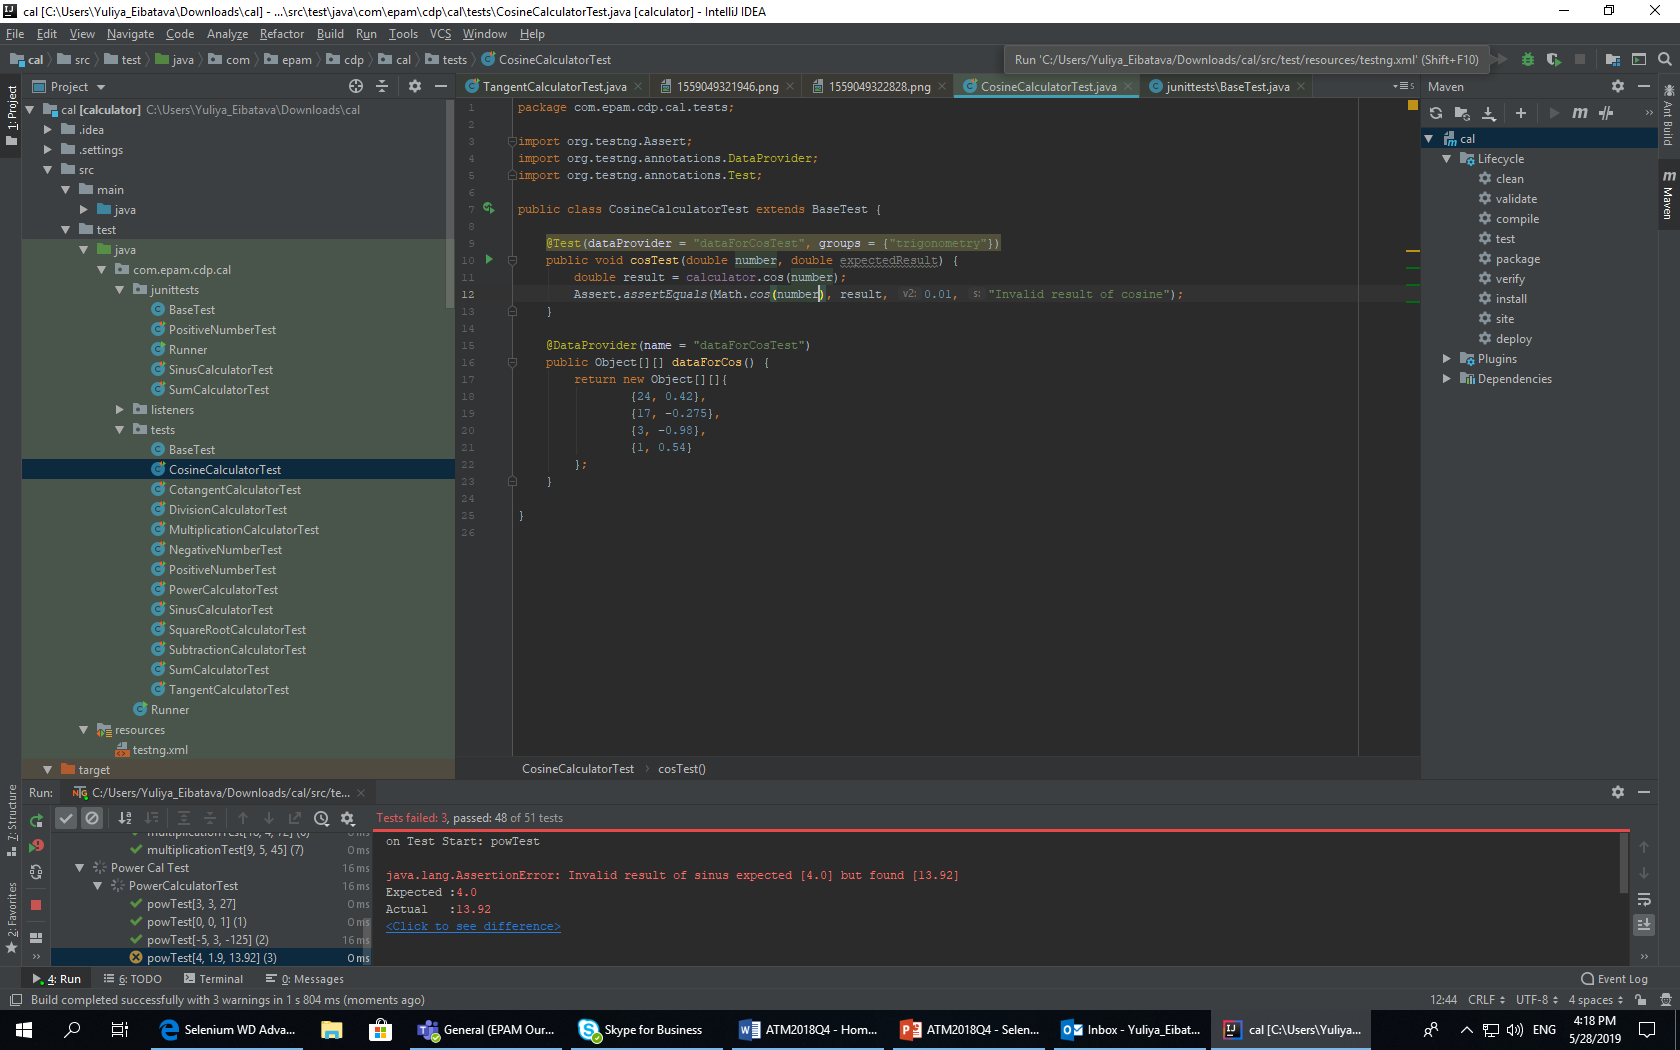 cal [C:\Users\Yuliya_Eibatava\Downloads\cal] - ...\src\test\java\com\epam\cdp\cal\tests\CosineCalculatorTest.java [calculator] - IntelliJ IDEA
File Edit View Navigate Code Analyze Refactor Build Run Tools VCS Window Help
cal src test java com epam cdp cal tests CosineCalculatorTest
Run 'C:/Users/Yuliya_Eibatava/Downloads/cal/src/test/resources/testng.xml' (Shift+F10)
Project
TangentCalculatorTest.java 1559049321946.png 1559049322828.png CosineCalculatorTest.java junittests\BaseTest.java
Maven
1: Project
cal [calculator] C:\Users\Yuliya_Eibatava\Downloads\cal
.idea
.settings
src
main
java
test
java
com.epam.cdp.cal
junittests
BaseTest
PositiveNumberTest
Runner
SinusCalculatorTest
SumCalculatorTest
listeners
tests
BaseTest
CosineCalculatorTest
CotangentCalculatorTest
DivisionCalculatorTest
MultiplicationCalculatorTest
NegativeNumberTest
PositiveNumberTest
PowerCalculatorTest
SinusCalculatorTest
SquareRootCalculatorTest
SubtractionCalculatorTest
SumCalculatorTest
TangentCalculatorTest
Runner
resources
testng.xml
target
1 package com.epam.cdp.cal.tests;
2
3 import org.testng.Assert;
4 import org.testng.annotations.DataProvider;
5 import org.testng.annotations.Test;
6
7 public class CosineCalculatorTest extends BaseTest {
8
9 @Test(dataProvider = "dataForCosTest", groups = {"trigonometry"})
10 public void cosTest(double number, double expectedResult) {
11 double result = calculator.cos(number);
12 Assert.assertEquals(Math.cos(number), result, v2: 0.01, s: "Invalid result of cosine");
13 }
14
15 @DataProvider(name = "dataForCosTest")
16 public Object[][] dataForCos() {
17 return new Object[][]{
18 {24, 0.42},
19 {17, -0.275},
20 {3, -0.98},
21 {1, 0.54}
22 };
23 }
24
25 }
26
CosineCalculatorTest cosTest()
cal
Lifecycle
clean
validate
compile
test
package
verify
install
site
deploy
Plugins
Dependencies
Ant Build
Maven
7: Structure
2: Favorites
Run: C:/Users/Yuliya_Eibatava/Downloads/cal/src/te...
Tests failed: 3, passed: 48 of 51 tests
multiplicationTest[9, 5, 45] (7) 0 ms
Power Cal Test 16 ms
PowerCalculatorTest 16 ms
powTest[3, 3, 27] 0 ms
powTest[0, 0, 1] (1) 0 ms
powTest[-5, 3, -125] (2) 16 ms
powTest[4, 1.9, 13.92] (3) 0 ms
on Test Start: powTest
java.lang.AssertionError: Invalid result of sinus expected [4.0] but found [13.92]
Expected :4.0
Actual :13.92
<Click to see difference>
4: Run 6: TODO Terminal 0: Messages Event Log
Build completed successfully with 3 warnings in 1 s 804 ms (moments ago) 12:44 CRLF UTF-8 4 spaces
Selenium WD Adva... General (EPAM Our... Skype for Business ATM2018Q4 - Hom... ATM2018Q4 - Selen... Inbox - Yuliya_Eibat... cal [C:\Users\Yuliya... ENG 4:18 PM
5/28/2019